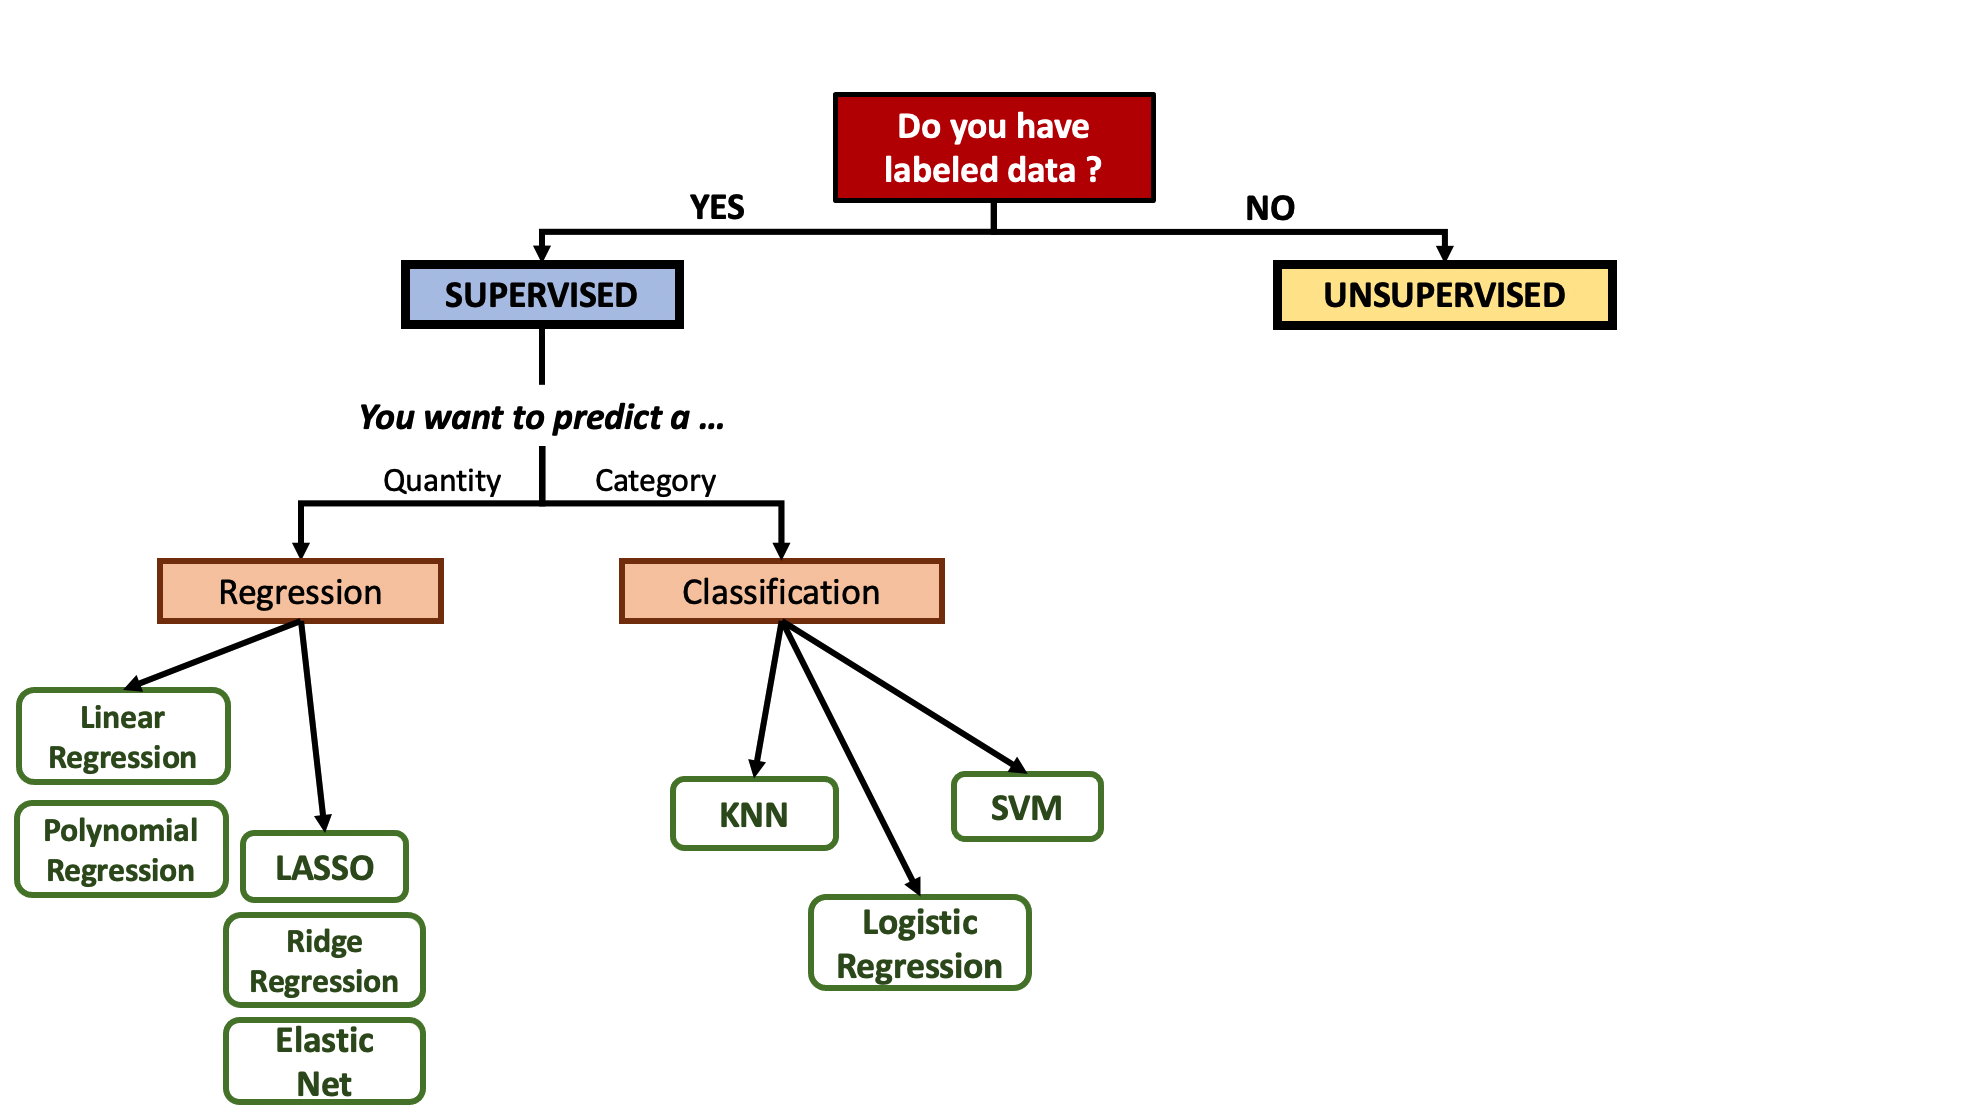 Do you have
labeled data ?
YES
NO
SUPERVISED
UNSUPERVISED
You want to predict a ...
Quantity
Category
Regression
Classification
Linear
Regression
Polynomial
Regression
LASSO
Ridge
Regression
Elastic
Net
KNN
SVM
Logistic
Regression